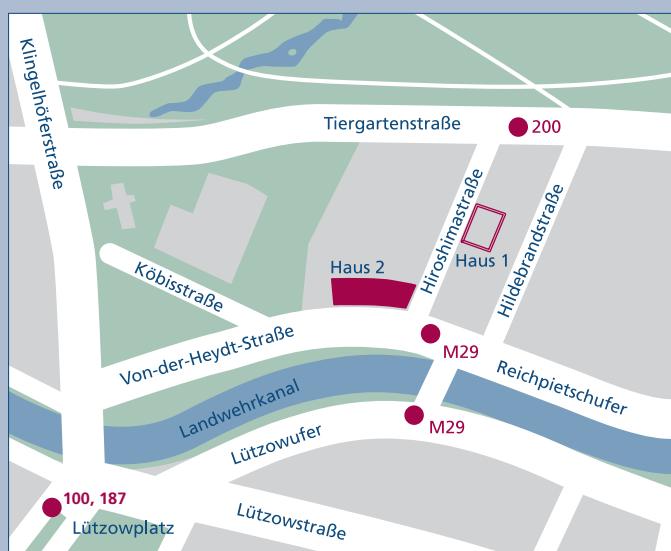 Klingelhöferstraße
Tiergartenstraße
200
Hiroshimastraße
Hildebrandstraße
Haus 1
Haus 2
Köbisstraße
Von-der-Heydt-Straße
M29
Reichpietschufer
Landwehrkanal
M29
Lützowufer
100, 187
Lützowplatz
Lützowstraße